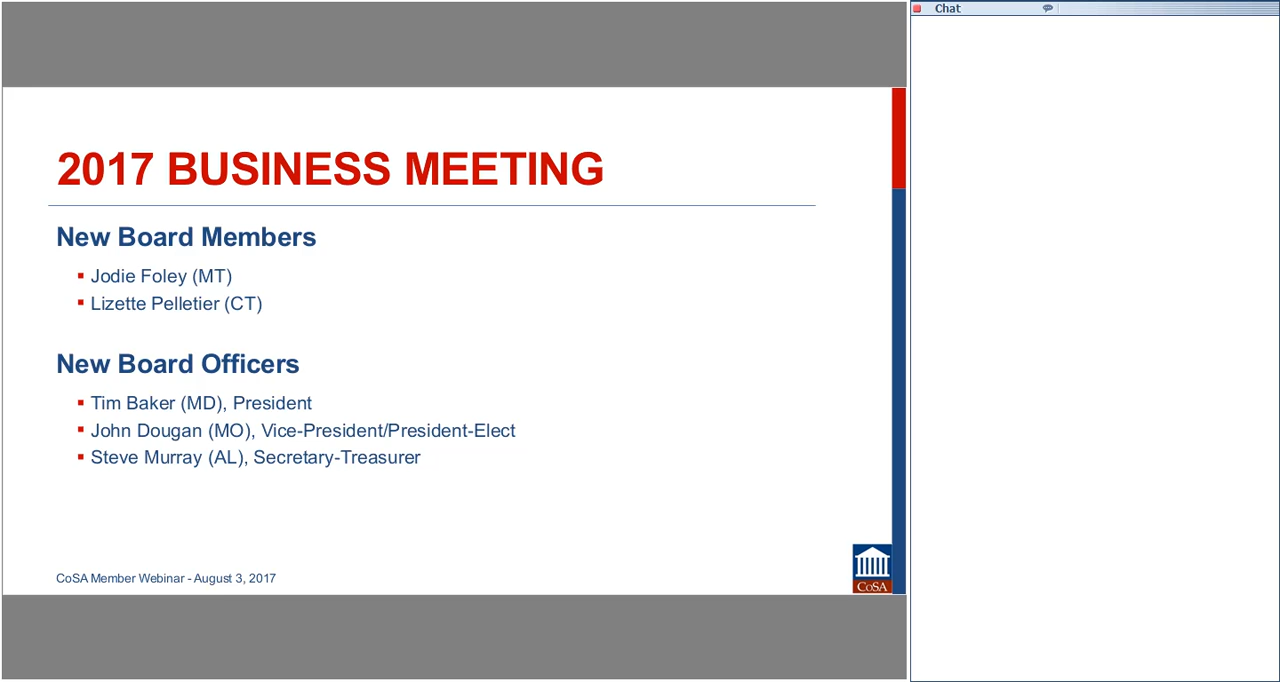 Chat
2017 BUSINESS MEETING
New Board Members
▪ Jodie Foley (MT)
▪ Lizette Pelletier (CT)
New Board Officers
▪ Tim Baker (MD), President
▪ John Dougan (MO), Vice-President/President-Elect
▪ Steve Murray (AL), Secretary-Treasurer
CoSA Member Webinar - August 3, 2017
CoSA